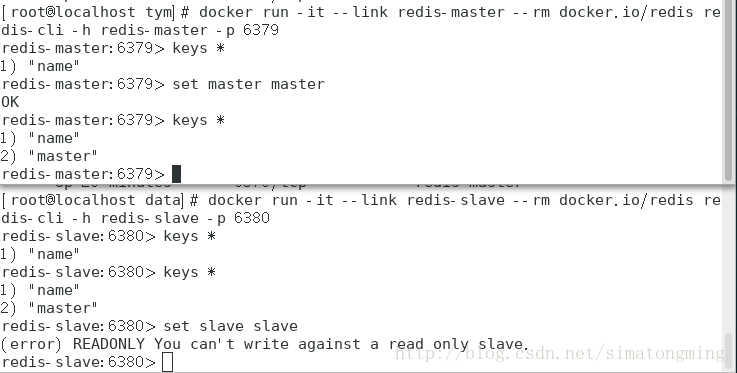 [root@localhost tym]# docker run -it --link redis-master --rm docker.io/redis re
dis-cli -h redis-master -p 6379
redis-master:6379> keys *
1) "name"
redis-master:6379> set master master
OK
redis-master:6379> keys *
1) "name"
2) "master"
redis-master:6379>
[root@localhost data]# docker run -it --link redis-slave --rm docker.io/redis re
dis-cli -h redis-slave -p 6380
redis-slave:6380> keys *
1) "name"
redis-slave:6380> keys *
1) "name"
2) "master"
redis-slave:6380> set slave slave
(error) READONLY You can't write against a read only slave.
redis-slave:6380>
http://blog.csdn.net/simatongming